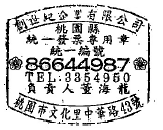 創世紀企業有限公司
桃園縣
統一發票專用章
統一編號
86644987
TEL:3354950
負責人董海龍
桃園市文化里中華路43號